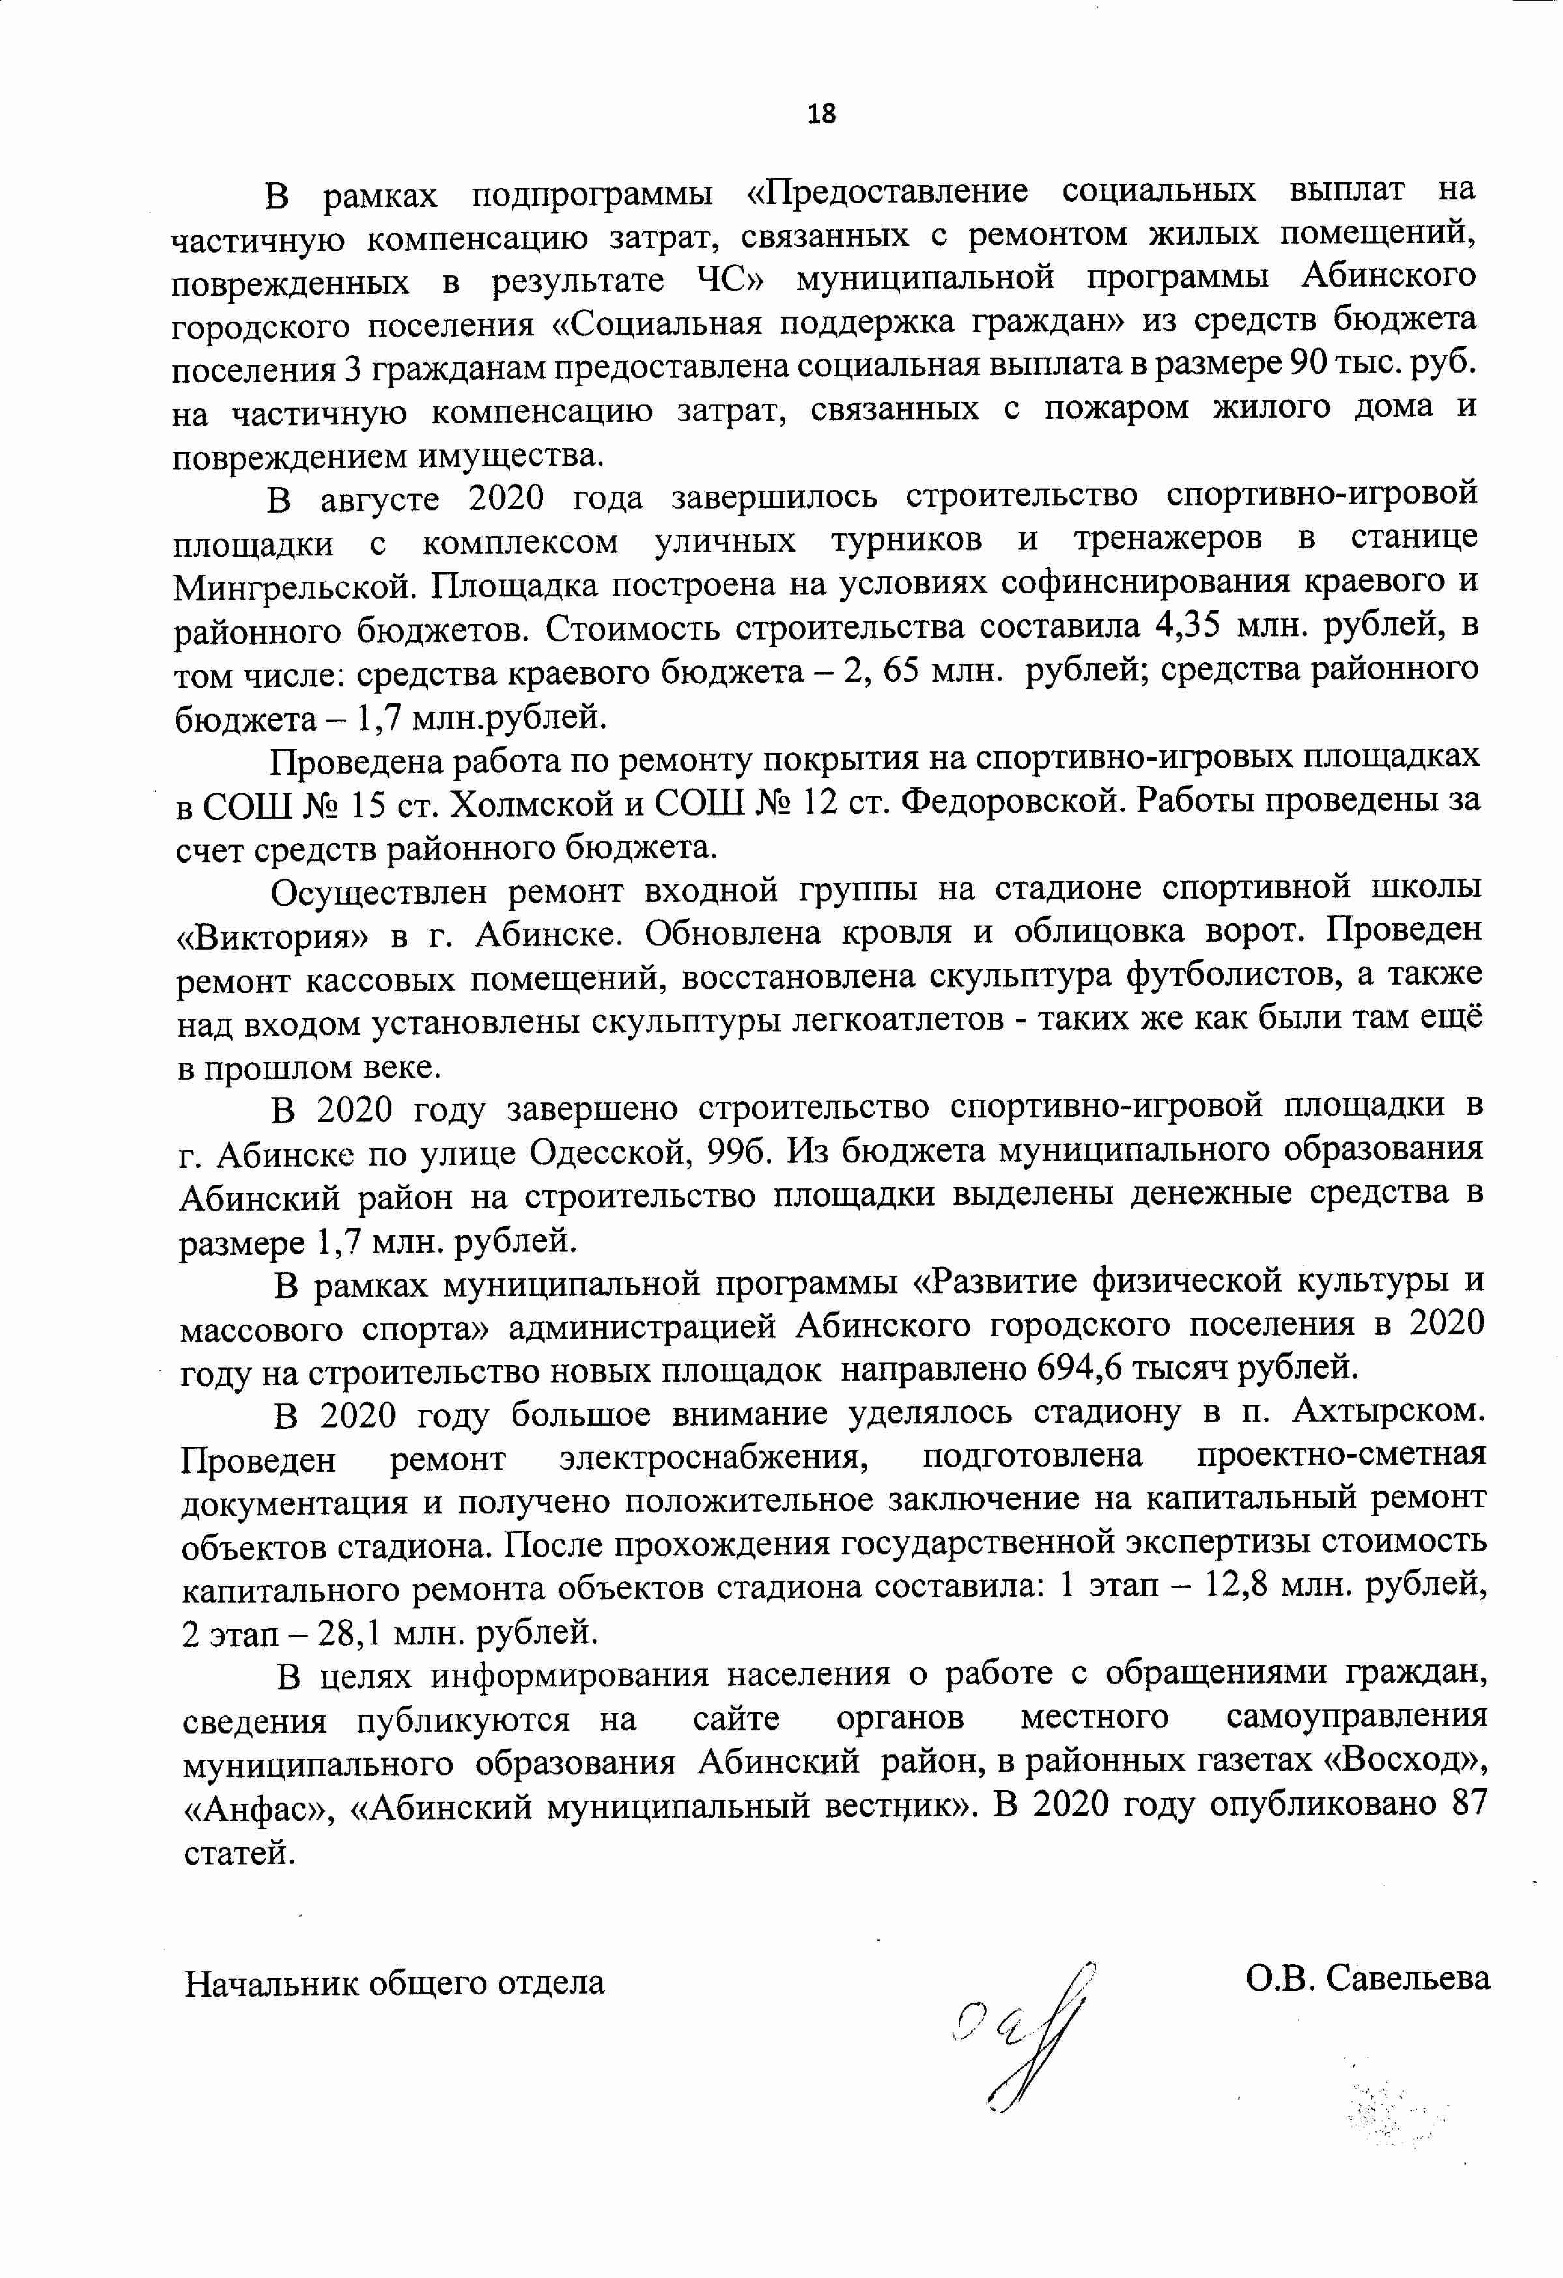 18
В рамках подпрограммы «Предоставление социальных выплат на
частичную компенсацию затрат, связанных с ремонтом жилых помещений,
поврежденных в результате ЧС» муниципальной программы Абинского
городского поселения «Социальная поддержка граждан» из средств бюджета
поселения 3 гражданам предоставлена социальная выплата в размере 90 тыс. руб.
на частичную компенсацию затрат, связанных с пожаром жилого дома и
повреждением имущества.
В августе 2020 года завершилось строительство спортивно-игровой
площадки с комплексом уличных турников и тренажеров в станице
Мингрельской. Площадка построена на условиях софинснирования краевого и
районного бюджетов. Стоимость строительства составила 4,35 млн. рублей, в
том числе: средства краевого бюджета – 2, 65 млн. рублей; средства районного
бюджета – 1,7 млн.рублей.
Проведена работа по ремонту покрытия на спортивно-игровых площадках
в СОШ № 15 ст. Холмской и СОШ № 12 ст. Федоровской. Работы проведены за
счет средств районного бюджета.
Осуществлен ремонт входной группы на стадионе спортивной школы
«Виктория» в г. Абинске. Обновлена кровля и облицовка ворот. Проведен
ремонт кассовых помещений, восстановлена скульптура футболистов, а также
над входом установлены скульптуры легкоатлетов - таких же как были там ещё
в прошлом веке.
В 2020 году завершено строительство спортивно-игровой площадки в
г. Абинске по улице Одесской, 99б. Из бюджета муниципального образования
Абинский район на строительство площадки выделены денежные средства в
размере 1,7 млн. рублей.
В рамках муниципальной программы «Развитие физической культуры и
массового спорта» администрацией Абинского городского поселения в 2020
году на строительство новых площадок направлено 694,6 тысяч рублей.
В 2020 году большое внимание уделялось стадиону в п. Ахтырском.
Проведен ремонт электроснабжения, подготовлена проектно-сметная
документация и получено положительное заключение на капитальный ремонт
объектов стадиона. После прохождения государственной экспертизы стоимость
капитального ремонта объектов стадиона составила: 1 этап – 12,8 млн. рублей,
2 этап – 28,1 млн. рублей.
В целях информирования населения о работе с обращениями граждан,
сведения публикуются на сайте органов местного самоуправления
муниципального образования Абинский район, в районных газетах «Восход»,
«Анфас», «Абинский муниципальный вестник». В 2020 году опубликовано 87
статей.
Начальник общего отдела О.В. Савельева